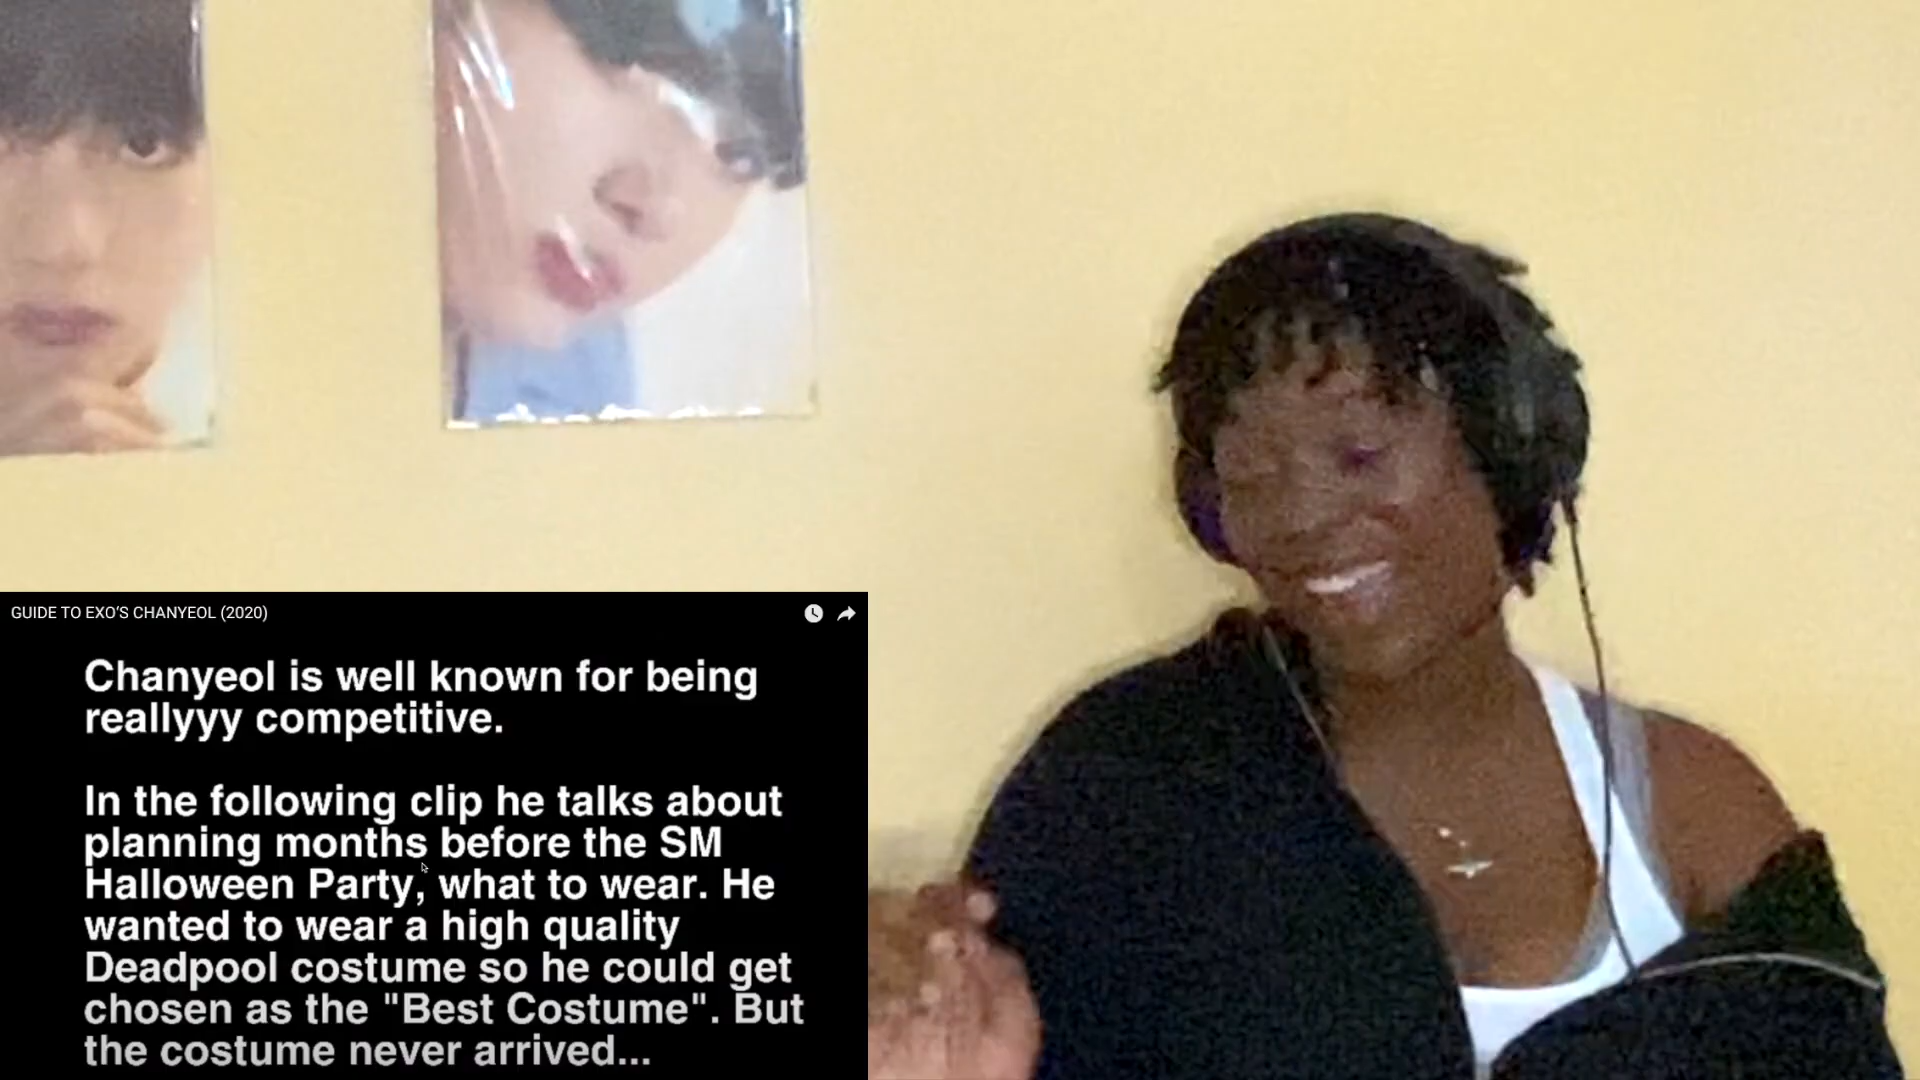 GUIDE TO EXO'S CHANYEOL (2020)
Chanyeol is well known for being
reallyyy competitive.
In the following clip he talks about
planning months before the SM
Halloween Party, what to wear. He
wanted to wear a high quality
Deadpool costume so he could get
chosen as the "Best Costume". But
the costume never arrived...